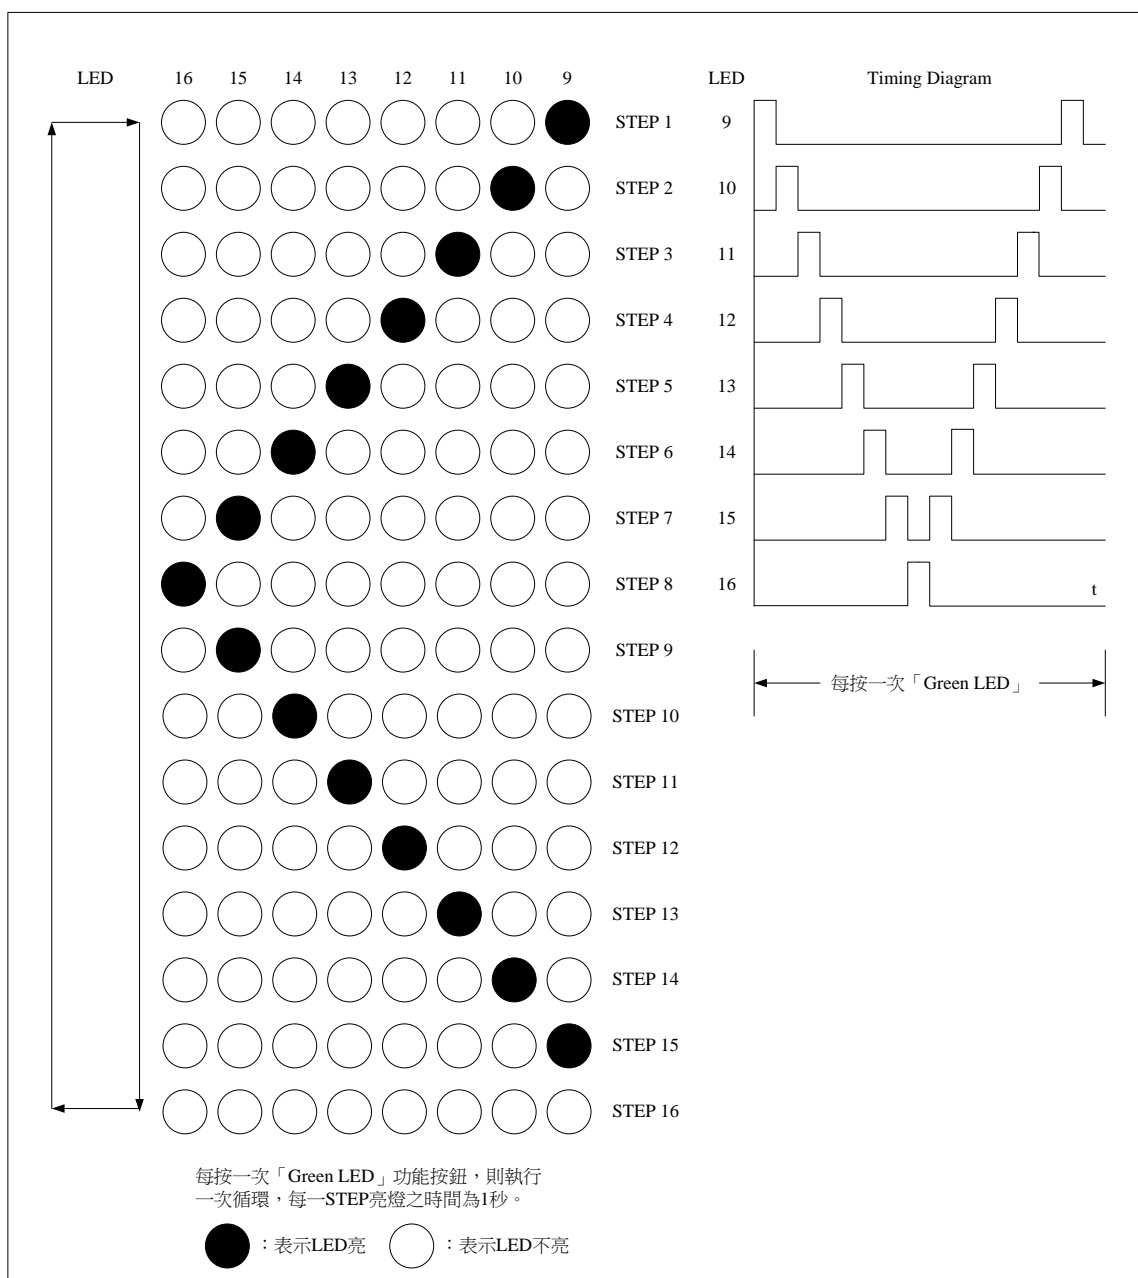 LED 16 15 14 13 12 11 10 9 LED Timing Diagram
STEP 1 9
STEP 2 10
STEP 3 11
STEP 4 12
STEP 5 13
STEP 6 14
STEP 7 15
STEP 8 16 t
STEP 9
每按一次「Green LED」
STEP 10
STEP 11
STEP 12
STEP 13
STEP 14
STEP 15
STEP 16
每按一次「Green LED」功能按鈕，則執行
一次循環，每一STEP亮燈之時間為1秒。
：表示LED亮 ：表示LED不亮